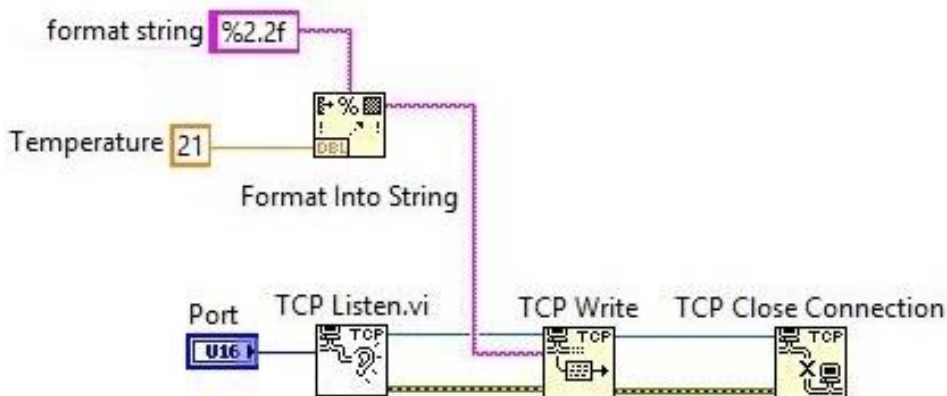 format string %2.2f
%
Temperature 21
DBL
Format Into String
Port TCP Listen.vi TCP Write TCP Close Connection
U16 TCP TCP TCP